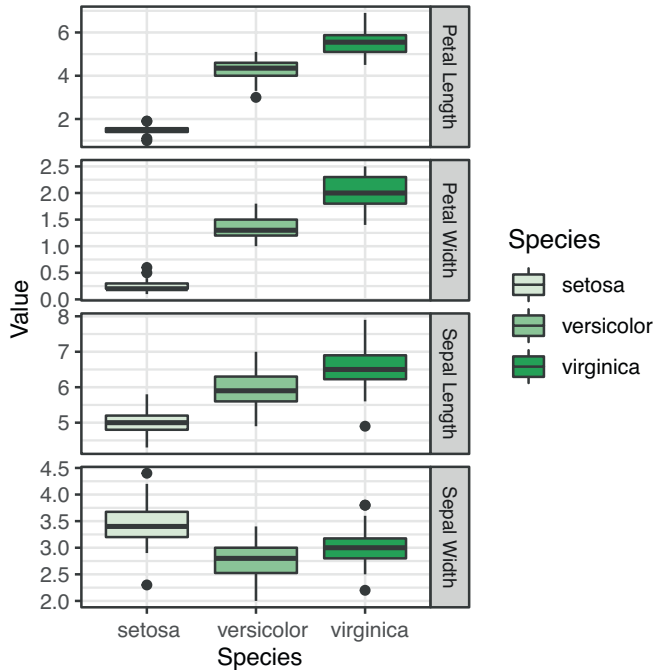 6
4
2
Petal Length
2.5
2.0
1.5
1.0
0.5
0.0
Petal Width
8
7
6
5
Sepal Length
4.5
4.0
3.5
3.0
2.5
2.0
Sepal Width
Value
setosa versicolor virginica
Species
Species
setosa
versicolor
virginica